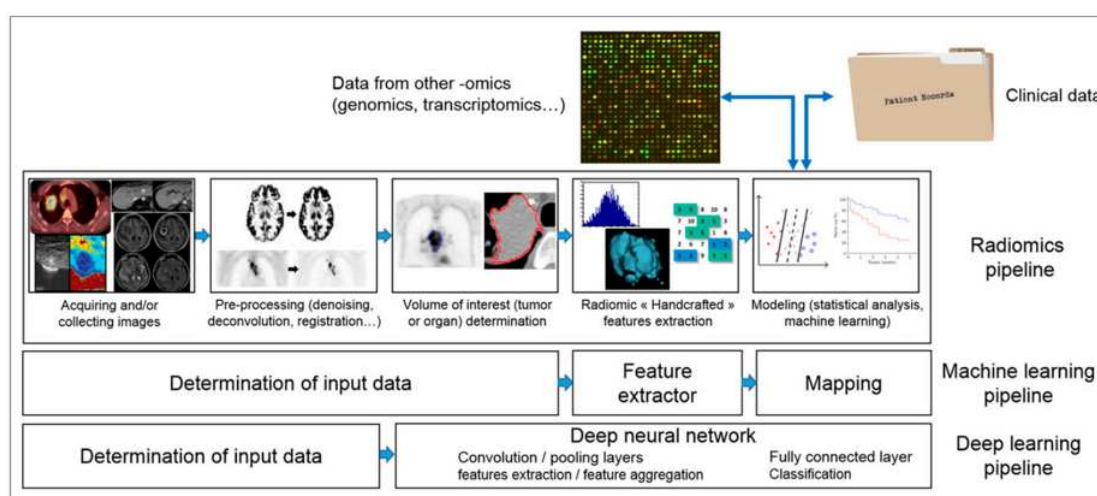 Data from other -omics
(genomics, transcriptomics…)
Patient Records
Clinical data
Acquiring and/or
collecting images
Pre-processing (denoising,
deconvolution, registration…)
Volume of interest (tumor
or organ) determination
Radiomic « Handcrafted »
features extraction
Modeling (statistical analysis,
machine learning)
Radiomics
pipeline
Determination of input data
Feature
extractor
Mapping
Machine learning
pipeline
Determination of input data
Deep neural network
Convolution / pooling layers
features extraction / feature aggregation
Fully connected layer
Classification
Deep learning
pipeline